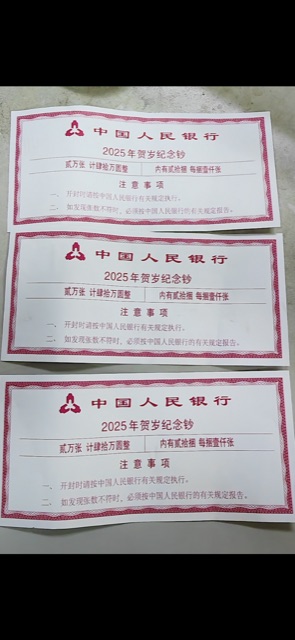 中国人民银行
2025年贺岁纪念钞
贰万张 计肆拾万圆整 内有贰拾捆 每捆壹仟张
注意事项
一、 开封时请按中国人民银行有关规定执行。
二、 如发现张数不符时，必须按中国人民银行的有关规定报告。
中国人民银行
2025年贺岁纪念钞
贰万张 计肆拾万圆整 内有贰拾捆 每捆壹仟张
注意事项
一、 开封时请按中国人民银行有关规定执行。
二、 如发现张数不符时，必须按中国人民银行的有关规定报告。
中国人民银行
2025年贺岁纪念钞
贰万张 计肆拾万圆整 内有贰拾捆 每捆壹仟张
注意事项
一、 开封时请按中国人民银行有关规定执行。
二、 如发现张数不符时，必须按中国人民银行的有关规定报告。